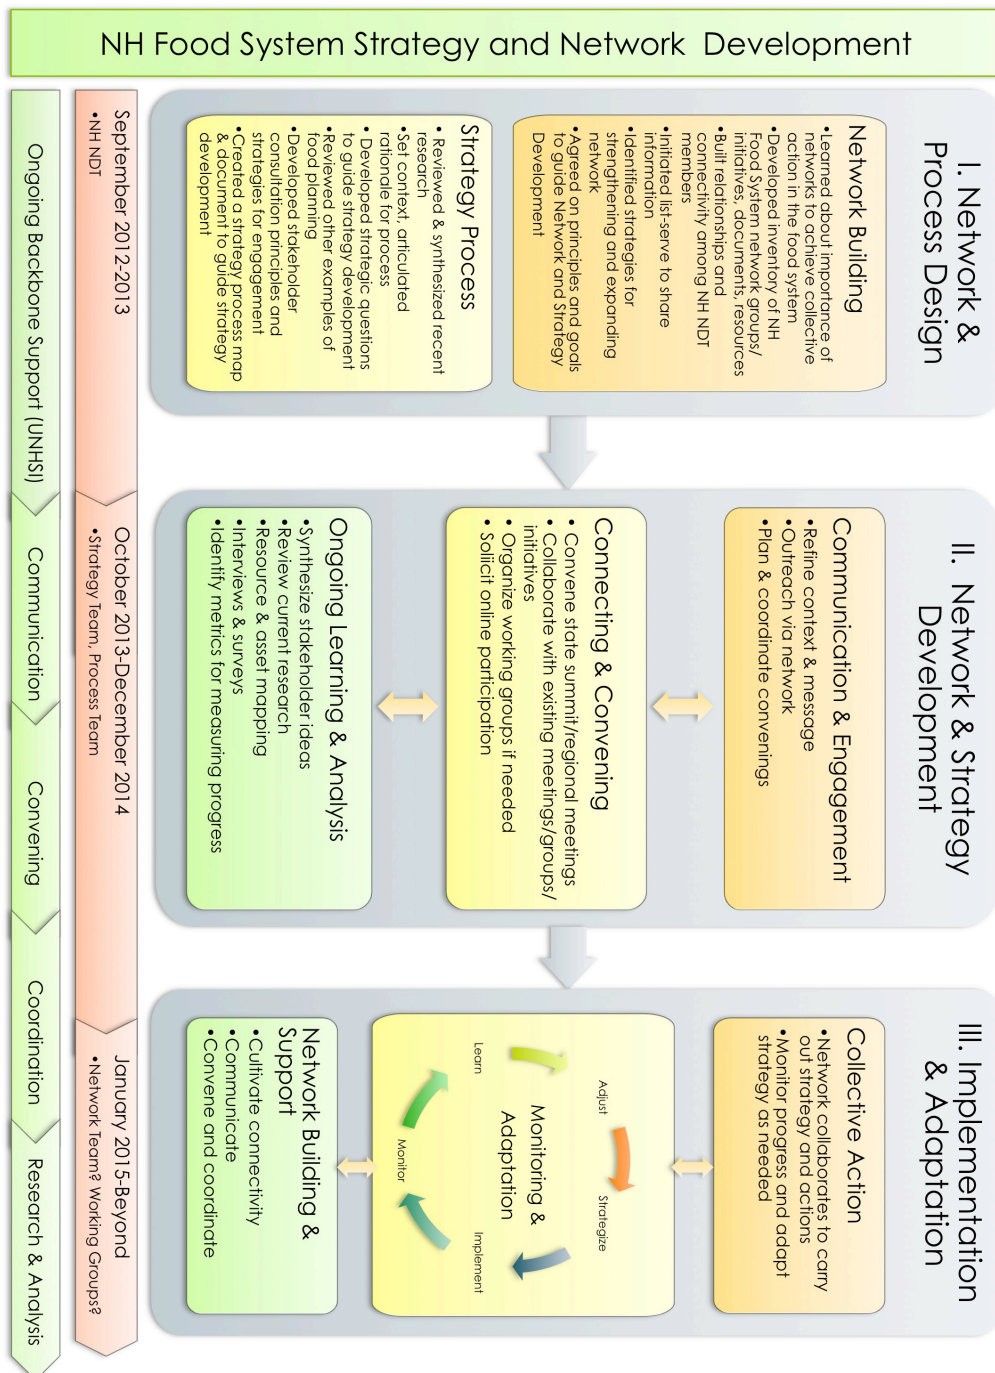 NH Food System Strategy and Network Development
I. Network &
Process Design
Network Building
•Learned about importance of
networks to achieve collective
action in the food system
•Developed inventory of NH
Food System network groups/
initiatives, documents, resources
•Built relationships and
connectivity among NH NDT
members
•Initiated list-serve to share
information
•Identified strategies for
strengthening and expanding
network
•Agreed on principles and goals
to guide Network and Strategy
Development
Strategy Process
• Reviewed & synthesized recent
research
•Set context, articulated
rationale for process
•Developed strategic questions
to guide strategy development
•Reviewed other examples of
food planning
•Developed stakeholder
consultation principles and
strategies for engagement
•Created a strategy process map
& document to guide strategy
development
II. Network & Strategy
Development
Communication & Engagement
•Refine context & message
•Outreach via network
•Plan & coordinate convenings
Connecting & Convening
• Convene state summit/regional meetings
• Collaborate with existing meetings/groups/
initiatives
• Organize working groups if needed
• Sollicit online participation
Ongoing Learning & Analysis
•Synthesize stakeholder ideas
•Review current research
•Resource & asset mapping
•Interviews & surveys
•Identify metrics for measuring progress
III. Implementation
& Adaptation
Collective Action
•Network collaborates to carry
out strategy and actions
•Monitor progress and adapt
strategy as needed
Adjust
Strategize
Learn
Monitoring &
Adaptation
Monitor
Implement
Network Building &
Support
•Cultivate connectivity
•Communicate
•Convene and coordinate
September 2012-2013
•NH NDT
October 2013-December 2014
•Strategy Team, Process Team
January 2015-Beyond
•Network Team? Working Groups?
Ongoing Backbone Support (UNHSI)
Communication
Convening
Coordination
Research & Analysis